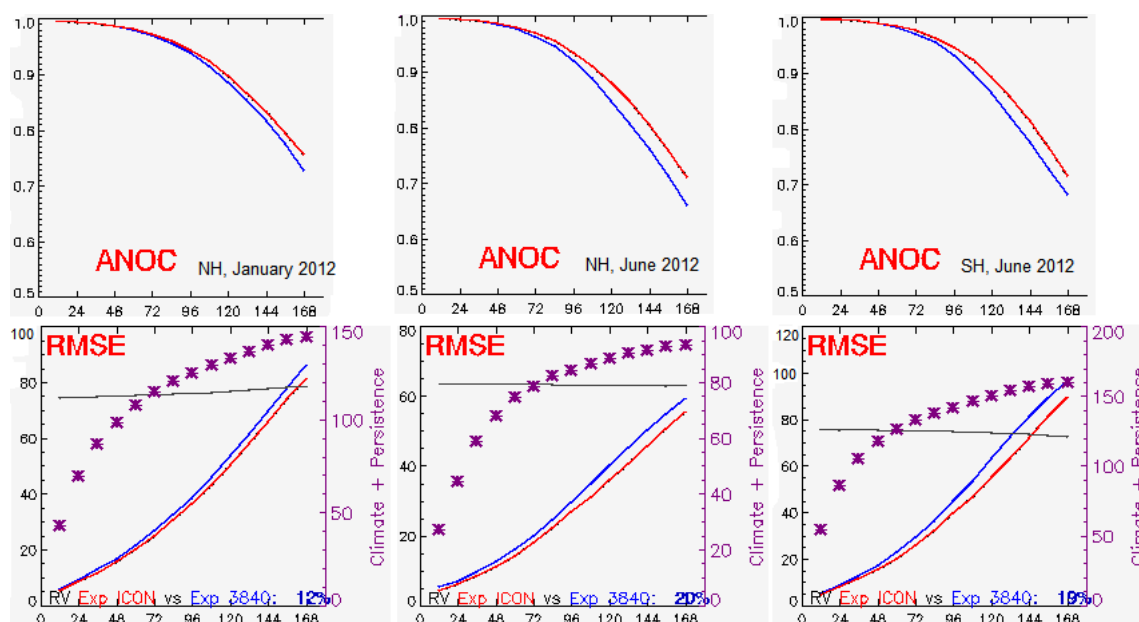 1.0 1.0 1.0
0.9 0.9 0.9
0.8 0.8 0.8
0.7 0.7 0.7
0.6 0.6 0.6
ANOC NH, January 2012 ANOC NH, June 2012 ANOC SH, June 2012
0.5 0.5 0.5
0 24 48 72 96 120 144 168 0 24 48 72 96 120 144 168 0 24 48 72 96 120 144 168
RMSE RMSE RMSE
100 80 60 40 20 0
150 100 50 0
Climate + Persistence
80 60 40 20 0
100 80 60 40 20 0
Climate + Persistence
120 100 80 60 40 20 0
200 150 100 50 0
Climate + Persistence
RV Exp ICON vs Exp 3840: 12% RV Exp ICON vs Exp 3840: 20% RV Exp ICON vs Exp 3840: 19%
0 24 48 72 96 120 144 168 0 24 48 72 96 120 144 168 0 24 48 72 96 120 144 168